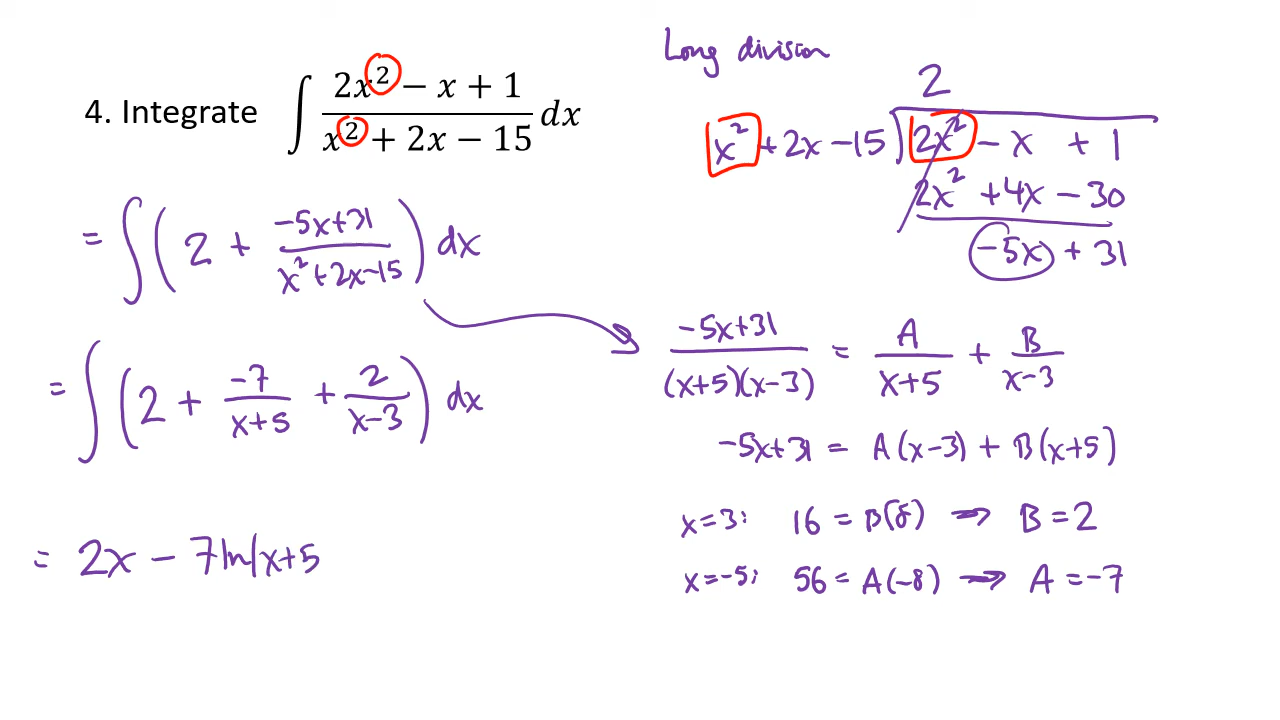 4. Integrate ∫ (2x² − x + 1)/(x² + 2x − 15) dx
= ∫ ( 2 + (−5x+31)/(x²+2x−15) ) dx
= ∫ ( 2 + (−7)/(x+5) + 2/(x−3) ) dx
= 2x − 7 ln|x+5
Long division
2
x² + 2x − 15 ) 2x² − x + 1
2x² + 4x − 30
−5x + 31
(−5x+31)/((x+5)(x−3)) = A/(x+5) + B/(x−3)
−5x+31 = A(x−3) + B(x+5)
x=3: 16 = B(8) ⇒ B = 2
x=−5: 56 = A(−8) ⇒ A = −7